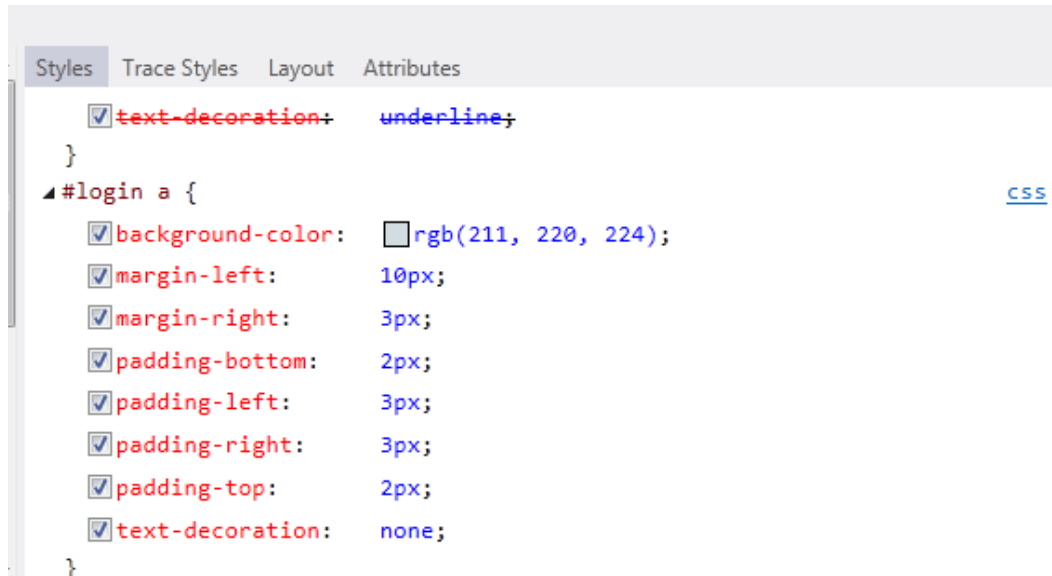 Styles Trace Styles Layout Attributes
text-decoration: underline;
}
#login a { css
background-color: rgb(211, 220, 224);
margin-left: 10px;
margin-right: 3px;
padding-bottom: 2px;
padding-left: 3px;
padding-right: 3px;
padding-top: 2px;
text-decoration: none;
}